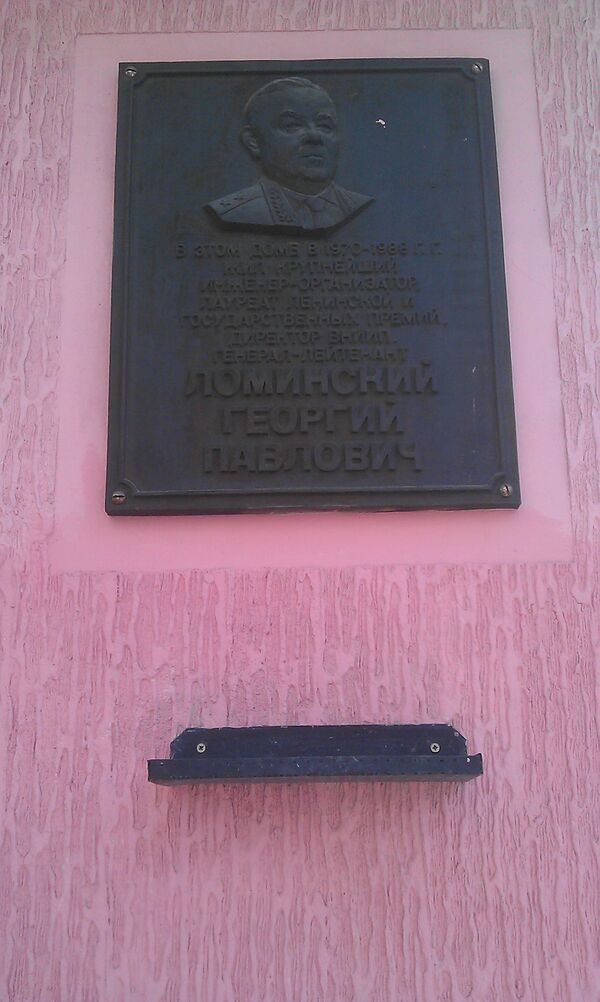 В ЭТОМ ДОМЕ В 1970-1988 Г. Г.
ЖИЛ КРУПНЕЙШИЙ
ИНЖЕНЕР-ОРГАНИЗАТОР,
ЛАУРЕАТ ЛЕНИНСКОЙ И
ГОСУДАРСТВЕННЫХ ПРЕМИЙ,
ДИРЕКТОР ВНИИП,
ГЕНЕРАЛ-ЛЕЙТЕНАНТ
ЛОМИНСКИЙ
ГЕОРГИЙ
ПАВЛОВИЧ